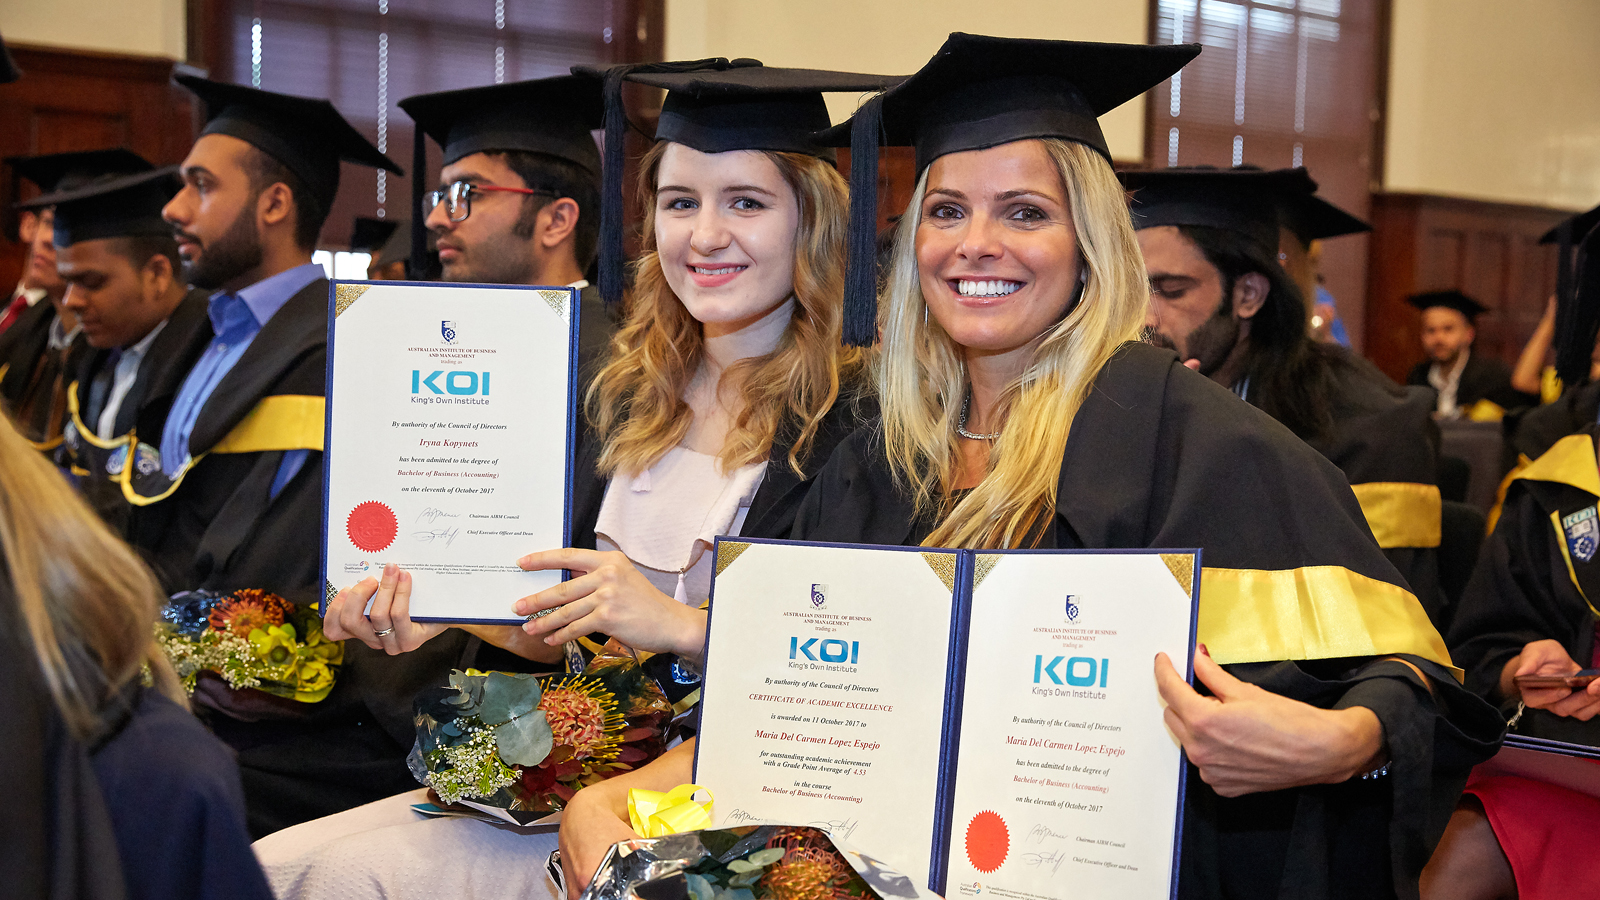 AUSTRALIAN INSTITUTE OF BUSINESS
AND MANAGEMENT
trading as
KOI
King's Own Institute
By authority of the Council of Directors
Iryna Kopynets
has been admitted to the degree of
Bachelor of Business (Accounting)
on the eleventh of October 2017
Chairman AIBM Council
Chief Executive Officer and Dean
AUSTRALIAN INSTITUTE OF BUSINESS
AND MANAGEMENT
trading as
KOI
King's Own Institute
By authority of the Council of Directors
CERTIFICATE OF ACADEMIC EXCELLENCE
is awarded on 11 October 2017 to
Maria Del Carmen Lopez Espejo
for outstanding academic achievement
with a Grade Point Average of 4.53
in the course
Bachelor of Business (Accounting)
AUSTRALIAN INSTITUTE OF BUSINESS
AND MANAGEMENT
trading as
KOI
King's Own Institute
By authority of the Council of Directors
Maria Del Carmen Lopez Espejo
has been admitted to the degree of
Bachelor of Business (Accounting)
on the eleventh of October 2017
Chairman AIBM Council
Chief Executive Officer and Dean
KOI